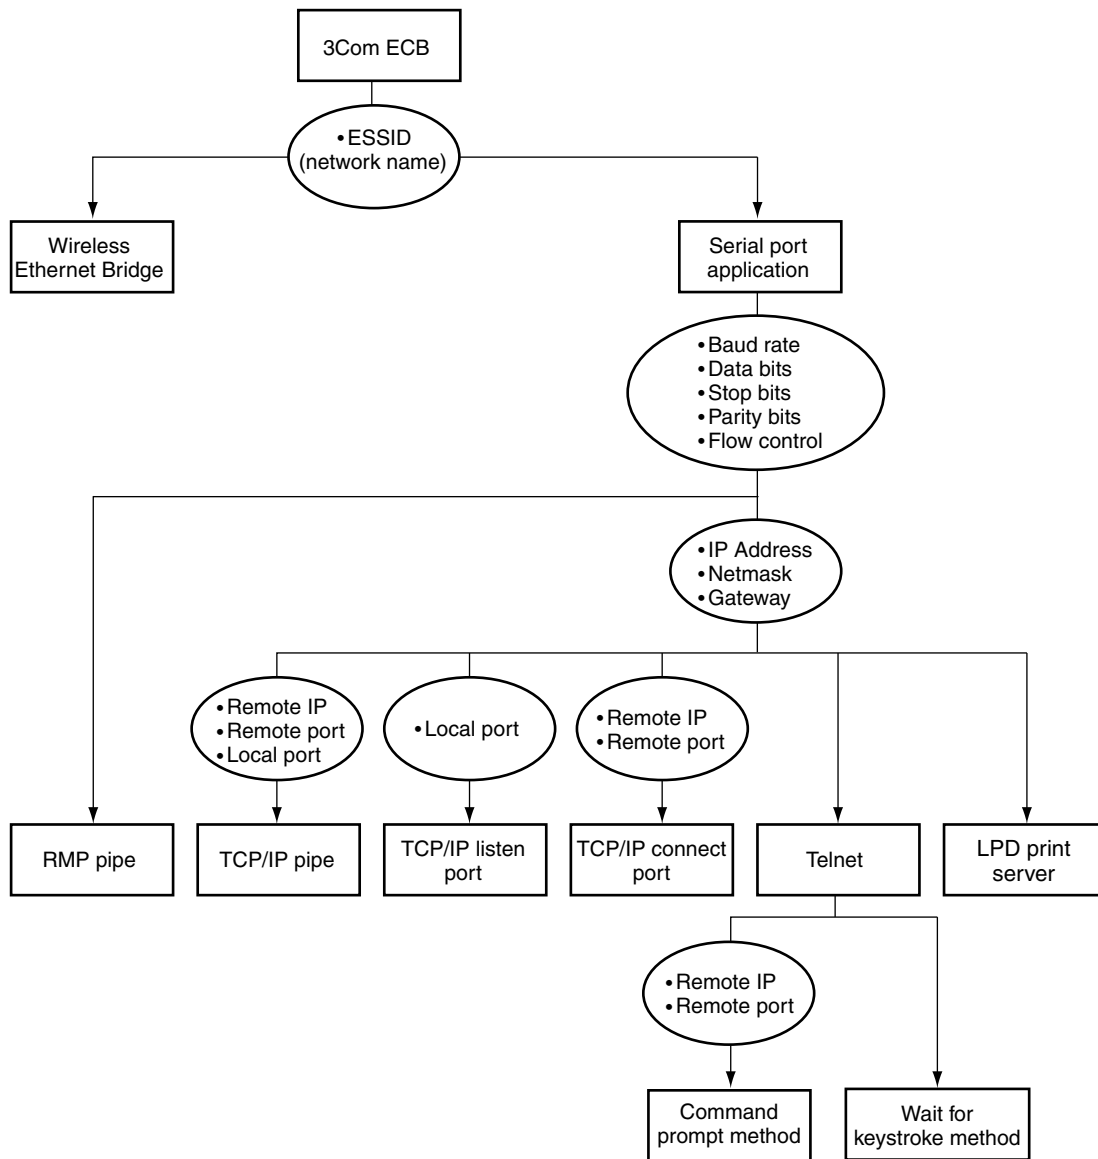 3Com ECB
• ESSID
(network name)
Wireless
Ethernet Bridge
Serial port
application
• Baud rate
• Data bits
• Stop bits
• Parity bits
• Flow control
• IP Address
• Netmask
• Gateway
• Remote IP
• Remote port
• Local port
• Local port
• Remote IP
• Remote port
RMP pipe
TCP/IP pipe
TCP/IP listen
port
TCP/IP connect
port
Telnet
LPD print
server
• Remote IP
• Remote port
Command
prompt method
Wait for
keystroke method